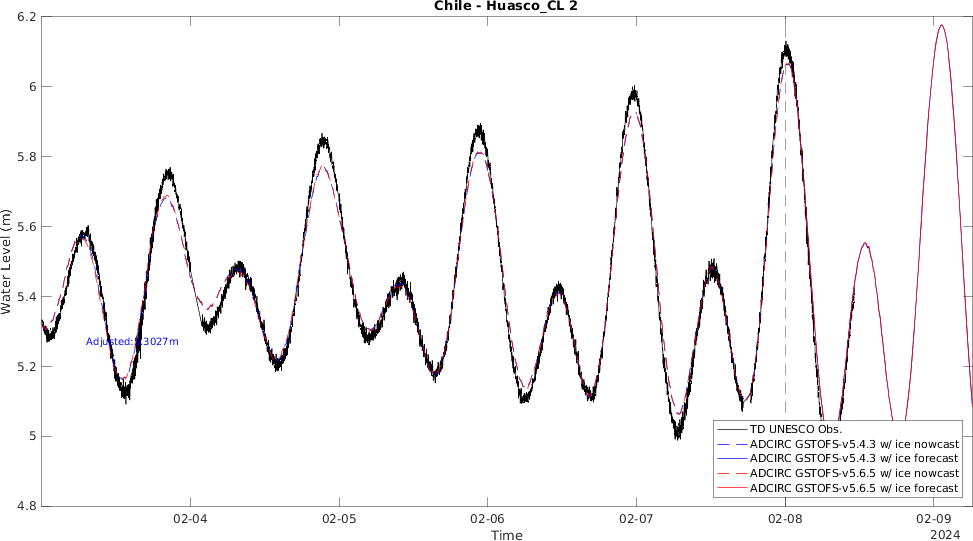 Chile - Huasco_CL 2
6.2
6
5.8
5.6
5.4
5.2
5
4.8
Water Level (m)
3027m
TD UNESCO Obs.
ADCIRC GSTOFS-v5.4.3 w/ ice nowcast
ADCIRC GSTOFS-v5.4.3 w/ ice forecast
ADCIRC GSTOFS-v5.6.5 w/ ice nowcast
ADCIRC GSTOFS-v5.6.5 w/ ice forecast
02-04
02-05
02-06
02-07
02-08
02-09
Time
2024